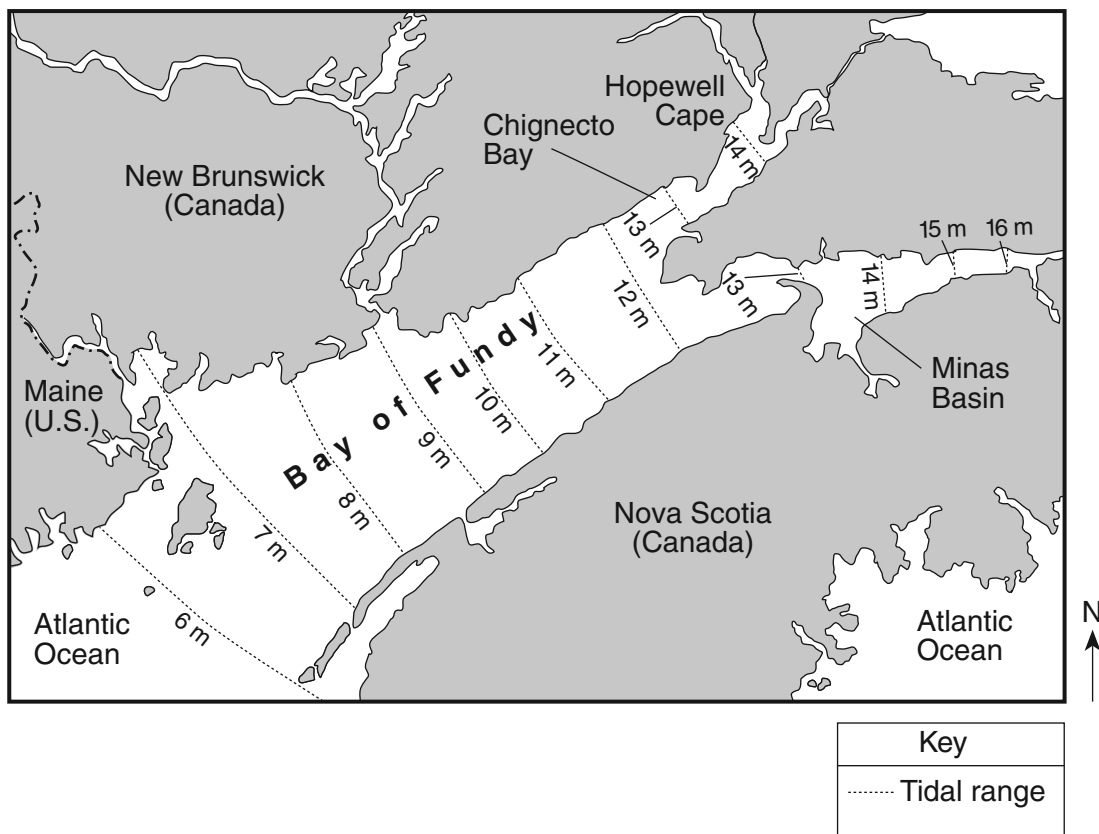 Hopewell
Cape
Chignecto
Bay
New Brunswick
(Canada)
14 m
13 m
15 m
16 m
13 m
14 m
12 m
11 m
10 m
9 m
8 m
7 m
6 m
Bay of Fundy
Minas
Basin
Maine
(U.S.)
Nova Scotia
(Canada)
Atlantic
Ocean
Atlantic
Ocean
N
Key
Tidal range